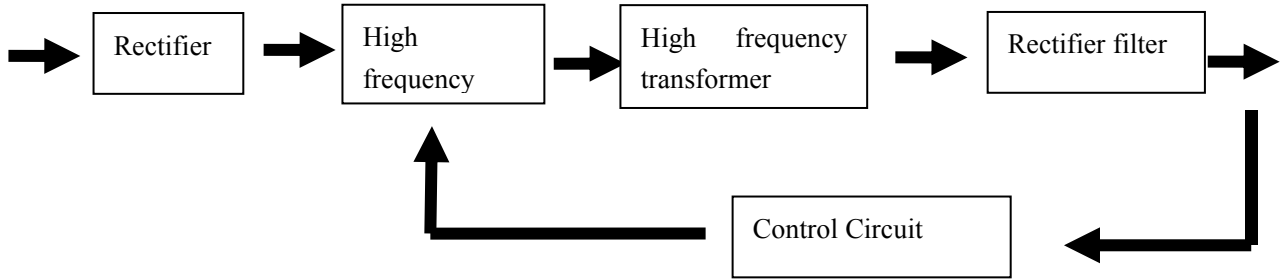 Rectifier
High
frequency
High frequency
transformer
Rectifier filter
Control Circuit